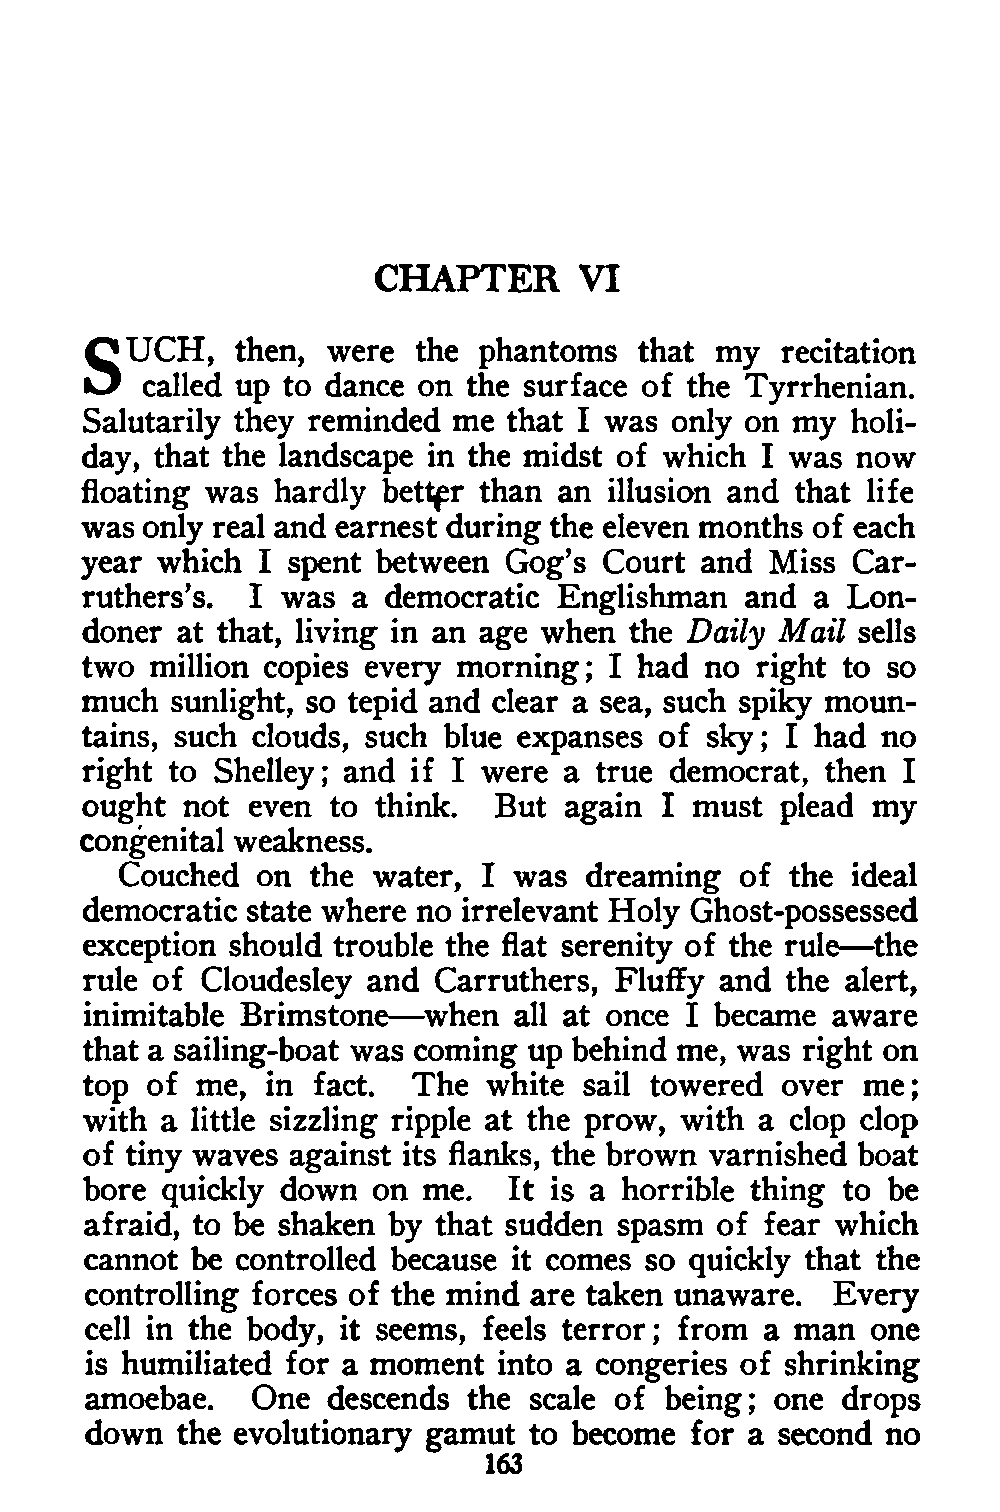 CHAPTER VI
SUCH, then, were the phantoms that my recitation
called up to dance on the surface of the Tyrrhenian.
Salutarily they reminded me that I was only on my holi-
day, that the landscape in the midst of which I was now
floating was hardly better than an illusion and that life
was only real and earnest during the eleven months of each
year which I spent between Gog's Court and Miss Car-
ruthers's. I was a democratic Englishman and a Lon-
doner at that, living in an age when the Daily Mail sells
two million copies every morning; I had no right to so
much sunlight, so tepid and clear a sea, such spiky moun-
tains, such clouds, such blue expanses of sky; I had no
right to Shelley; and if I were a true democrat, then I
ought not even to think. But again I must plead my
congenital weakness.
Couched on the water, I was dreaming of the ideal
democratic state where no irrelevant Holy Ghost-possessed
exception should trouble the flat serenity of the rule—the
rule of Cloudesley and Carruthers, Fluffy and the alert,
inimitable Brimstone—when all at once I became aware
that a sailing-boat was coming up behind me, was right on
top of me, in fact. The white sail towered over me;
with a little sizzling ripple at the prow, with a clop clop
of tiny waves against its flanks, the brown varnished boat
bore quickly down on me. It is a horrible thing to be
afraid, to be shaken by that sudden spasm of fear which
cannot be controlled because it comes so quickly that the
controlling forces of the mind are taken unaware. Every
cell in the body, it seems, feels terror; from a man one
is humiliated for a moment into a congeries of shrinking
amoebae. One descends the scale of being; one drops
down the evolutionary gamut to become for a second no
163